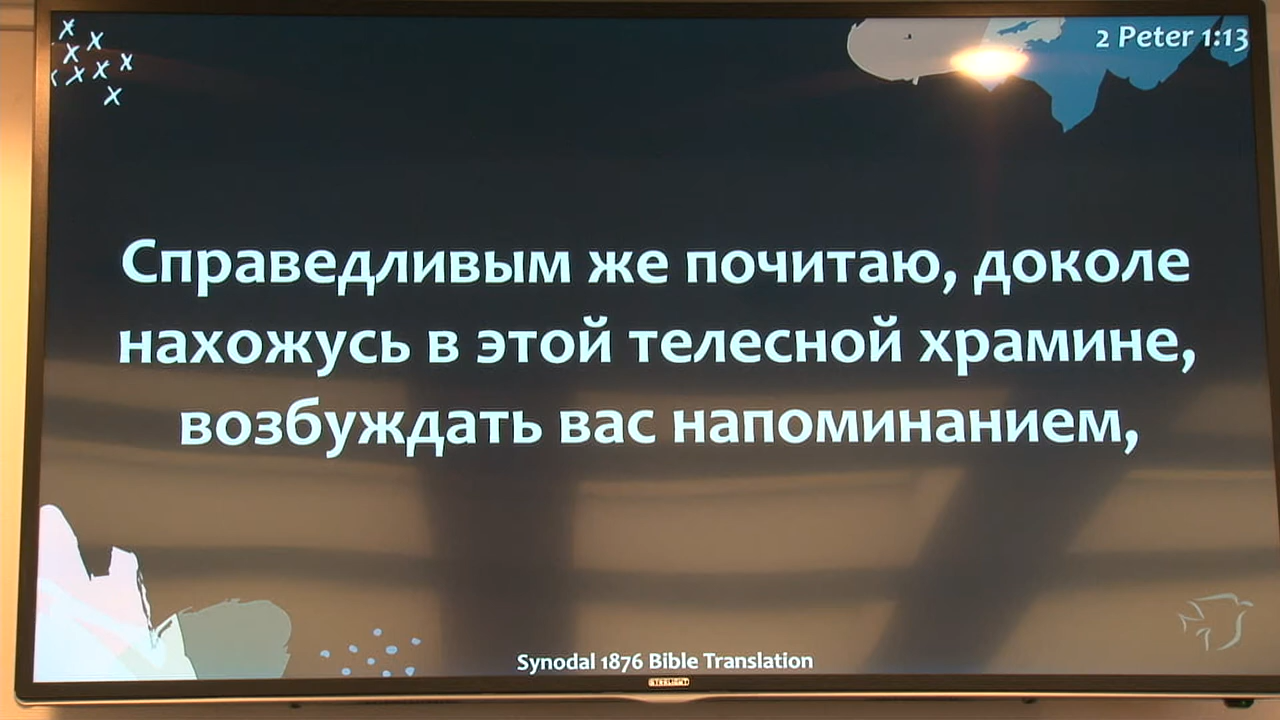 2 Peter 1:13
Справедливым же почитаю, доколе
нахожусь в этой телесной храмине,
возбуждать вас напоминанием,
Synodal 1876 Bible Translation